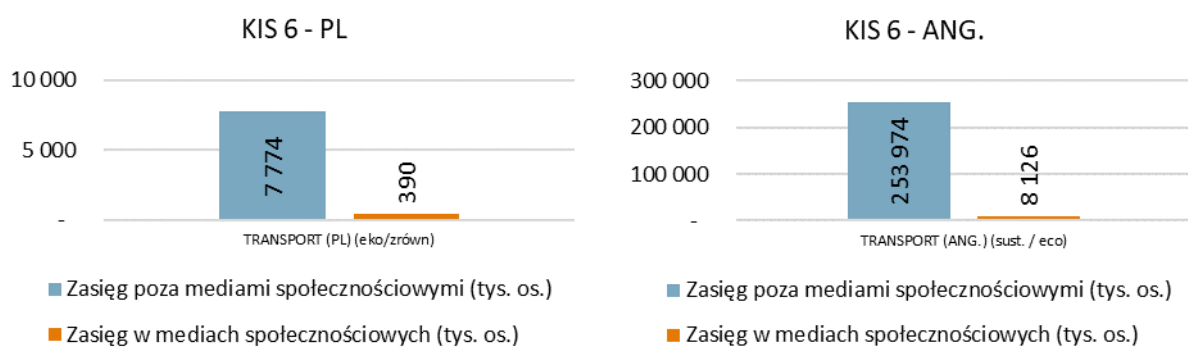 KIS 6 - PL
10 000
5 000
-
7 774
390
TRANSPORT (PL) (eko/zrówn)
Zasięg poza mediami społecznościowymi (tys. os.)
Zasięg w mediach społecznościowych (tys. os.)
KIS 6 - ANG.
300 000
200 000
100 000
-
253 974
8 126
TRANSPORT (ANG.) (sust. / eco)
Zasięg poza mediami społecznościowymi (tys. os.)
Zasięg w mediach społecznościowych (tys. os.)